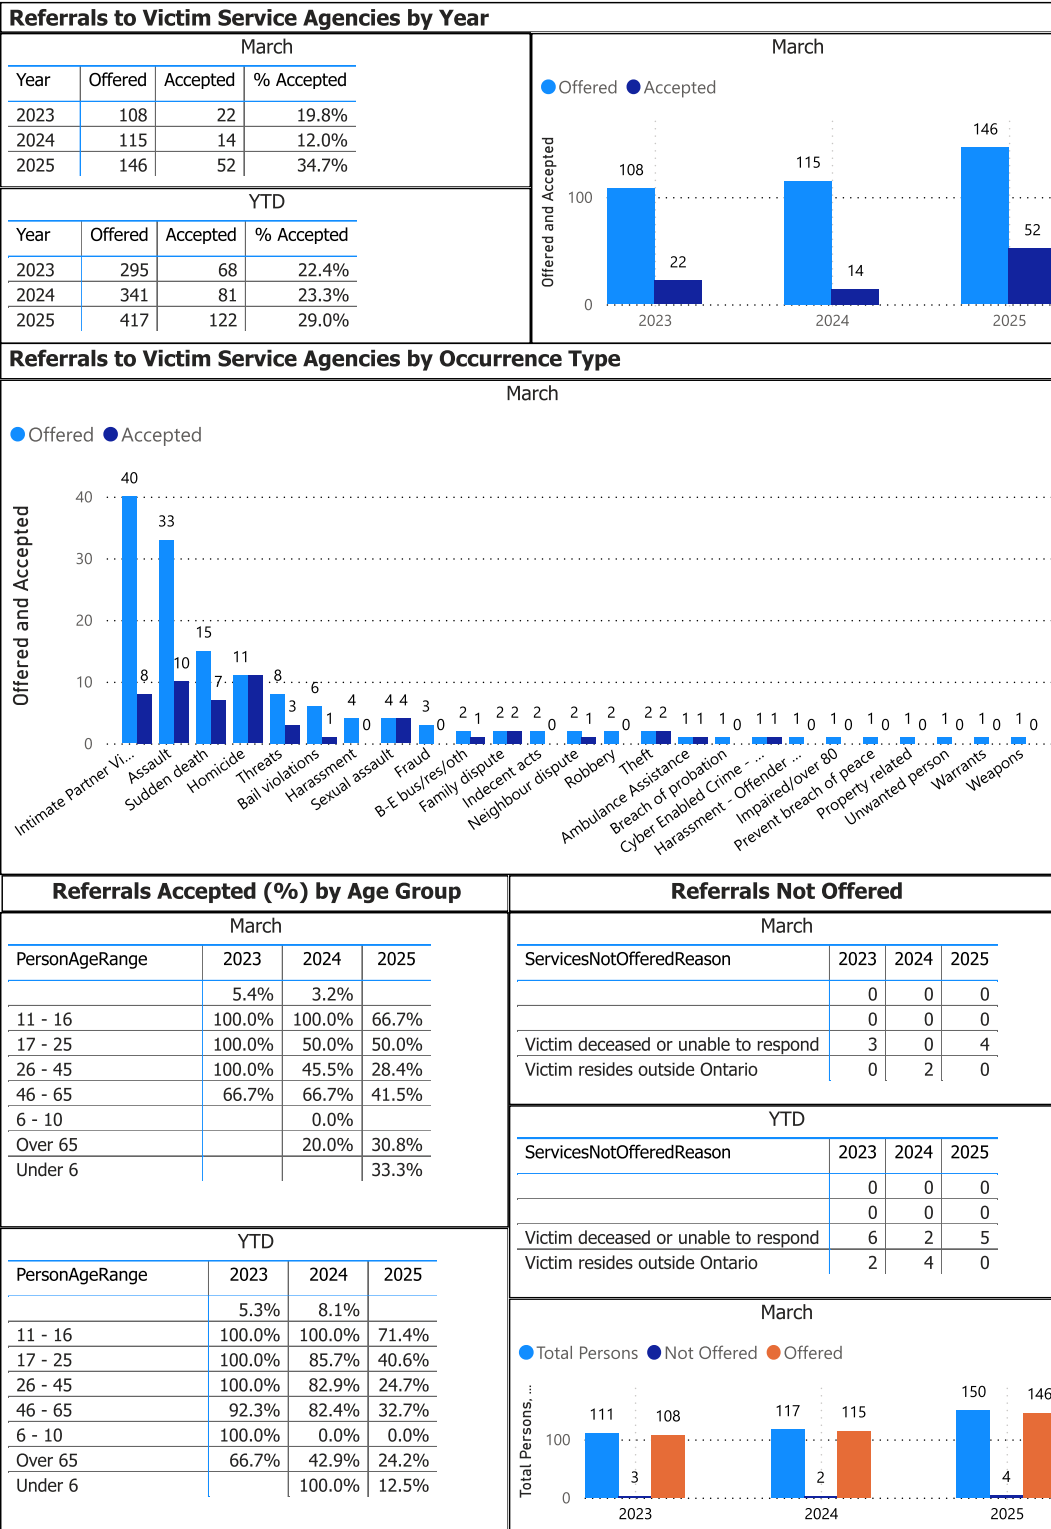 Referrals to Victim Service Agencies by Year
March
Year Offered Accepted % Accepted
2023 108 22 19.8%
2024 115 14 12.0%
2025 146 52 34.7%
YTD
Year Offered Accepted % Accepted
2023 295 68 22.4%
2024 341 81 23.3%
2025 417 122 29.0%
March
Offered Accepted
Offered and Accepted
100
0
108 22 115 14 146 52
2023 2024 2025
Referrals to Victim Service Agencies by Occurrence Type
March
Offered Accepted
Offered and Accepted
40
30
20
10
0
40 8 33 10 15 7 11 8 3 6 1 4 0 4 4 3 0 2 1 2 2 2 0 2 1 2 0 2 2 1 1 1 0 1 1 1 0 1 0 1 0 1 0 1 0 1 0 1 0
Intimate Partner Vi...
Assault
Sudden death
Homicide
Threats
Bail violations
Harassment
Sexual assault
Fraud
B-E bus/res/oth
Family dispute
Indecent acts
Neighbour dispute
Robbery
Theft
Ambulance Assistance
Breach of probation
Cyber Enabled Crime - ...
Harassment - Offender ...
Impaired/over 80
Prevent breach of peace
Property related
Unwanted person
Warrants
Weapons
Referrals Accepted (%) by Age Group
March
PersonAgeRange 2023 2024 2025
5.4% 3.2%
11 - 16 100.0% 100.0% 66.7%
17 - 25 100.0% 50.0% 50.0%
26 - 45 100.0% 45.5% 28.4%
46 - 65 66.7% 66.7% 41.5%
6 - 10 0.0%
Over 65 20.0% 30.8%
Under 6 33.3%
YTD
PersonAgeRange 2023 2024 2025
5.3% 8.1%
11 - 16 100.0% 100.0% 71.4%
17 - 25 100.0% 85.7% 40.6%
26 - 45 100.0% 82.9% 24.7%
46 - 65 92.3% 82.4% 32.7%
6 - 10 100.0% 0.0% 0.0%
Over 65 66.7% 42.9% 24.2%
Under 6 100.0% 12.5%
Referrals Not Offered
March
ServicesNotOfferedReason 2023 2024 2025
0 0 0
0 0 0
Victim deceased or unable to respond 3 0 4
Victim resides outside Ontario 0 2 0
YTD
ServicesNotOfferedReason 2023 2024 2025
0 0 0
0 0 0
Victim deceased or unable to respond 6 2 5
Victim resides outside Ontario 2 4 0
March
Total Persons Not Offered Offered
Total Persons, ...
100
0
111 3 108 117 2 115 150 4 146
2023 2024 2025